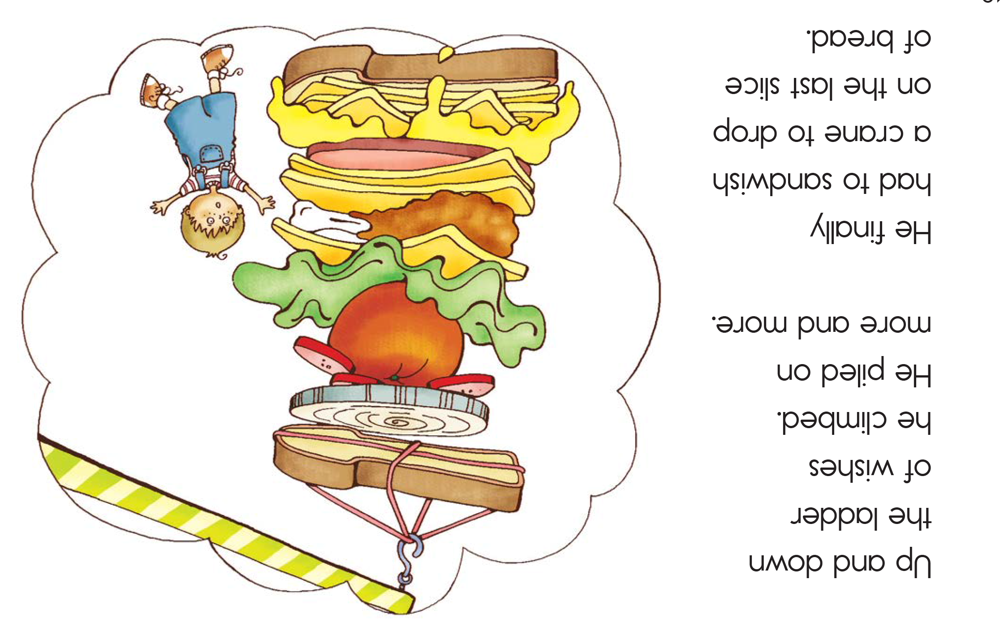 Up and down
the ladder
of wishes
he climbed.
He piled on
more and more.
He finally
had to sandwish
a crane to drop
on the last slice
of bread.